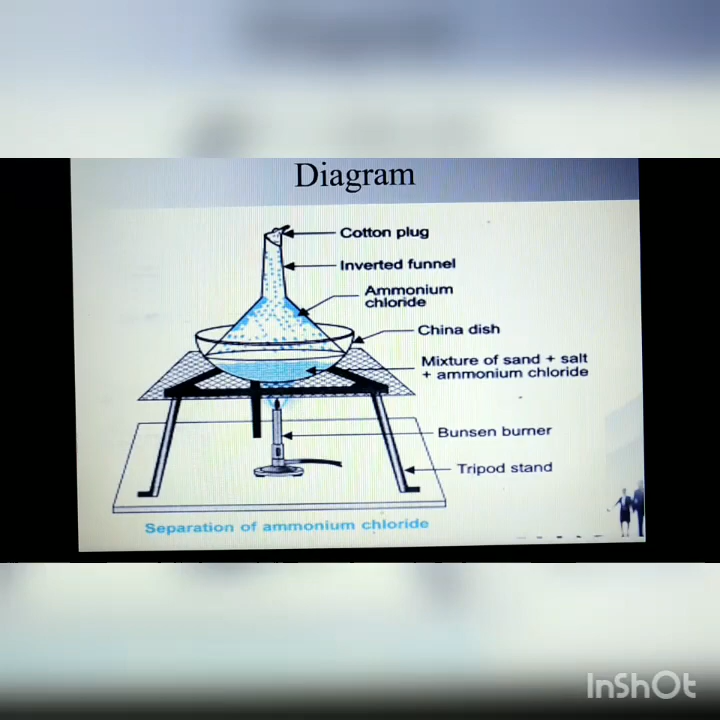 Diagram
Cotton plug
Inverted funnel
Ammonium
chloride
China dish
Mixture of sand + salt
+ ammonium chloride
Bunsen burner
Tripod stand
Separation of ammonium chloride
InShOt